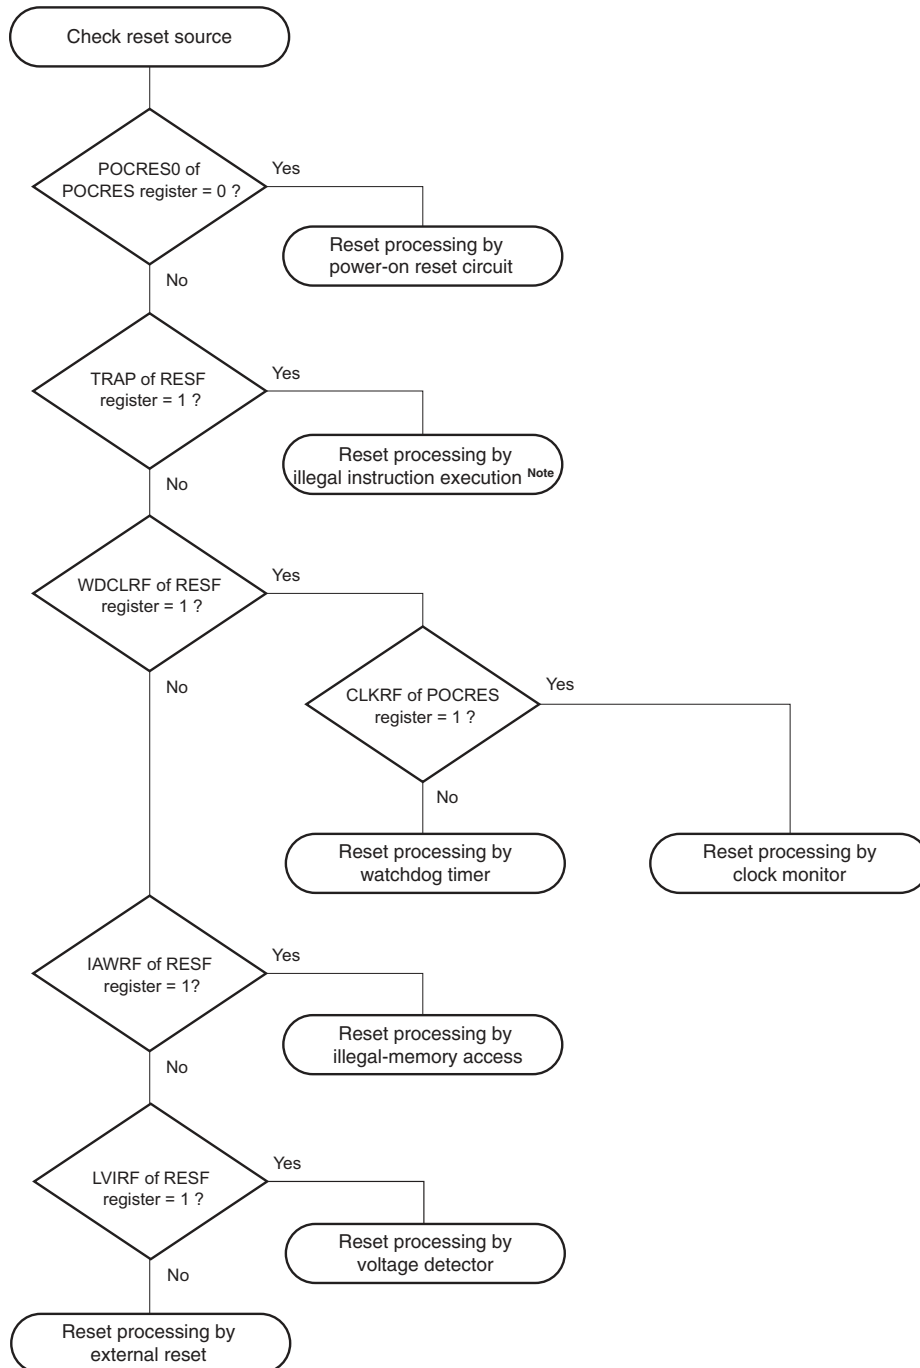 Check reset source
POCRES0 of
POCRES register = 0 ?
Yes
Reset processing by
power-on reset circuit
No
TRAP of RESF
register = 1 ?
Yes
Reset processing by
illegal instruction execution Note
No
WDCLRF of RESF
register = 1 ?
Yes
No
CLKRF of POCRES
register = 1 ?
Yes
No
Reset processing by
watchdog timer
Reset processing by
clock monitor
IAWRF of RESF
register = 1?
Yes
Reset processing by
illegal-memory access
No
LVIRF of RESF
register = 1 ?
Yes
Reset processing by
voltage detector
No
Reset processing by
external reset